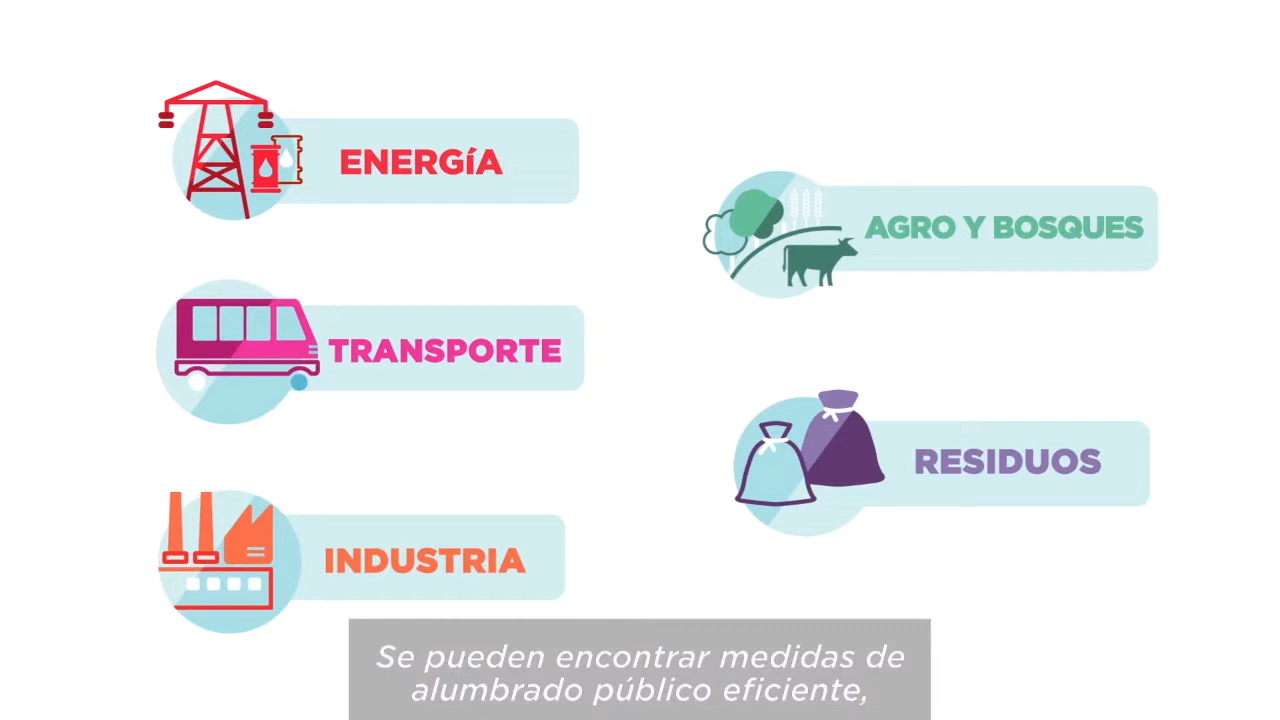 ENERGíA
TRANSPORTE
INDUSTRIA
AGRO Y BOSQUES
RESIDUOS
Se pueden encontrar medidas de
alumbrado público eficiente,